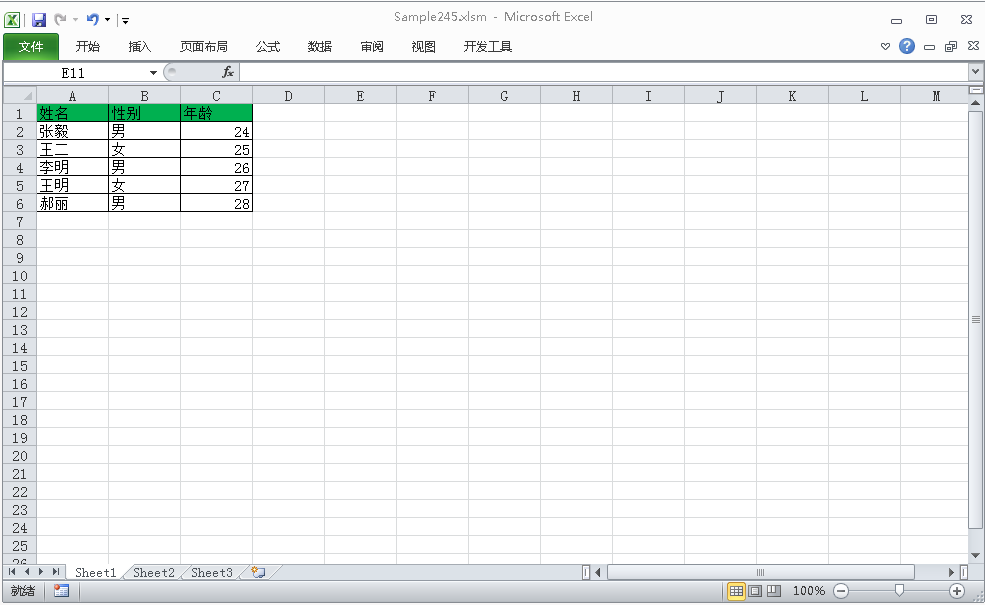 Sample245.xlsm - Microsoft Excel
文件 开始 插入 页面布局 公式 数据 审阅 视图 开发工具
E11 fx
A B C D E F G H I J K L M
1 姓名 性别 年龄
2 张毅 男 24
3 王二 女 25
4 李明 男 26
5 王明 女 27
6 郝丽 男 28
7
8
9
10
11
12
13
14
15
16
17
18
19
20
21
22
23
24
25
26
Sheet1 Sheet2 Sheet3
就绪 100%